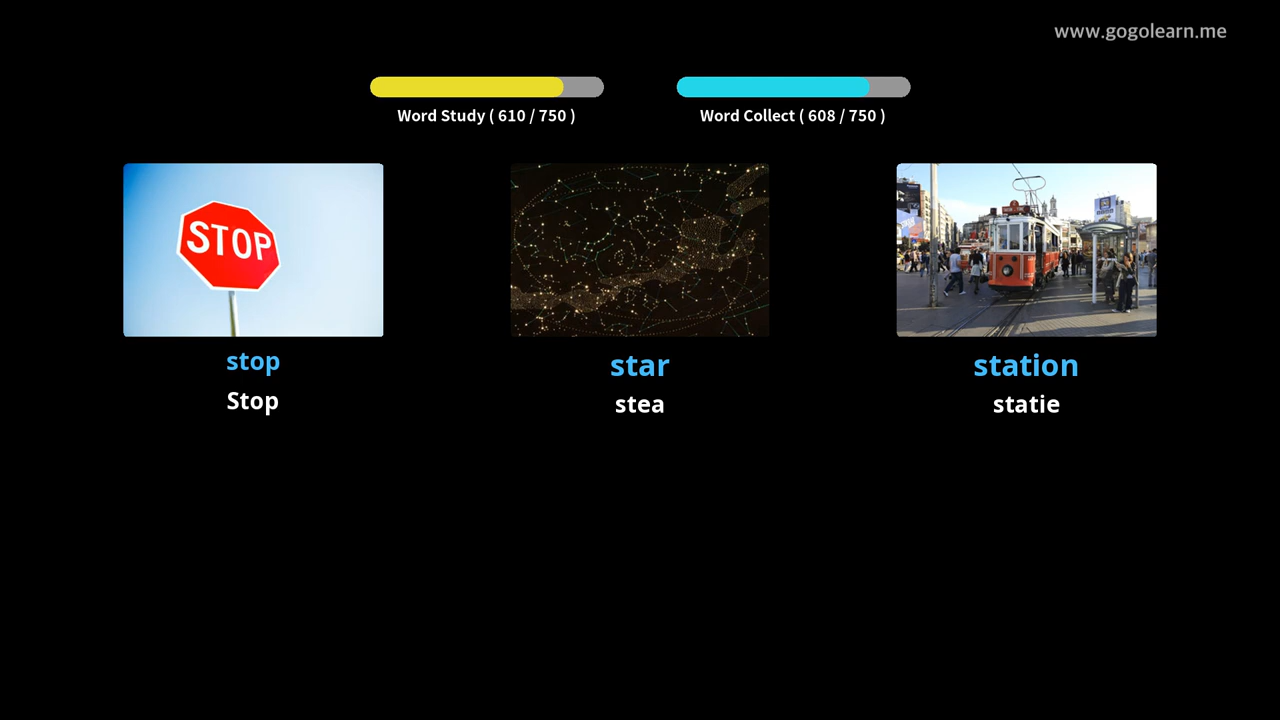 www.gogolearn.me
Word Study ( 610 / 750 )
Word Collect ( 608 / 750 )
STOP
stop
star
station
Stop
stea
statie